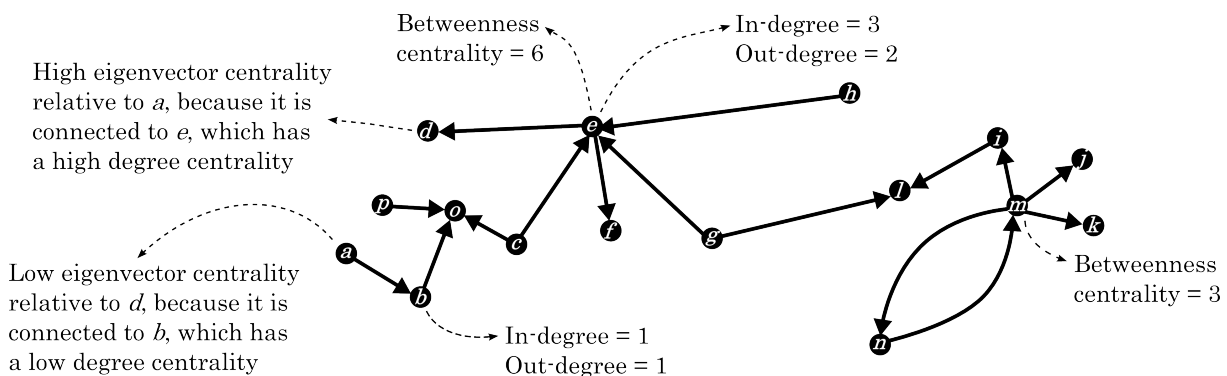 Betweenness
centrality = 6
In-degree = 3
Out-degree = 2
High eigenvector centrality
relative to a, because it is
connected to e, which has
a high degree centrality
h
d
e
i
j
p
o
c
f
g
l
m
k
a
b
n
Low eigenvector centrality
relative to d, because it is
connected to b, which has
a low degree centrality
In-degree = 1
Out-degree = 1
Betweenness
centrality = 3